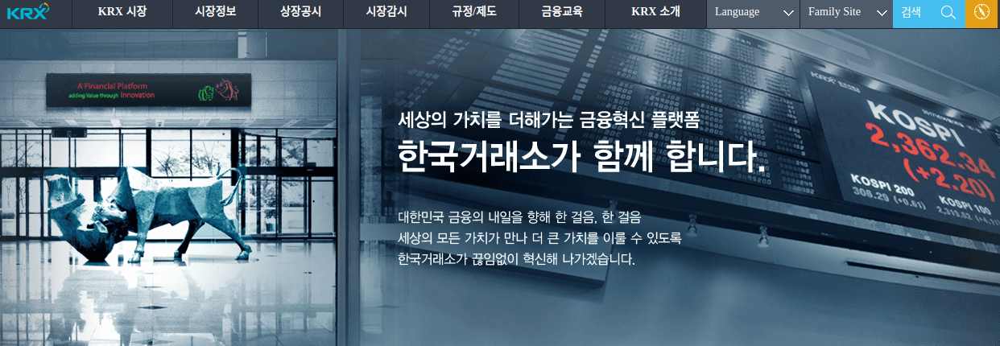 KRX
KRX 시장
시장정보
상장공시
시장감시
규정/제도
금융교육
KRX 소개
Language
Family Site
검색
A Financial Platform
adding Value through Innovation
세상의 가치를 더해가는 금융혁신 플랫폼
한국거래소가 함께 합니다.
대한민국 금융의 내일을 향해 한 걸음, 한 걸음
세상의 모든 가치가 만나 더 큰 가치를 이룰 수 있도록
한국거래소가 끊임없이 혁신해 나가겠습니다.
KRX
KOSPI
2,362.34
(+2.20)
KOSPI 200
308.29 (+0.61)
KOSPI 100